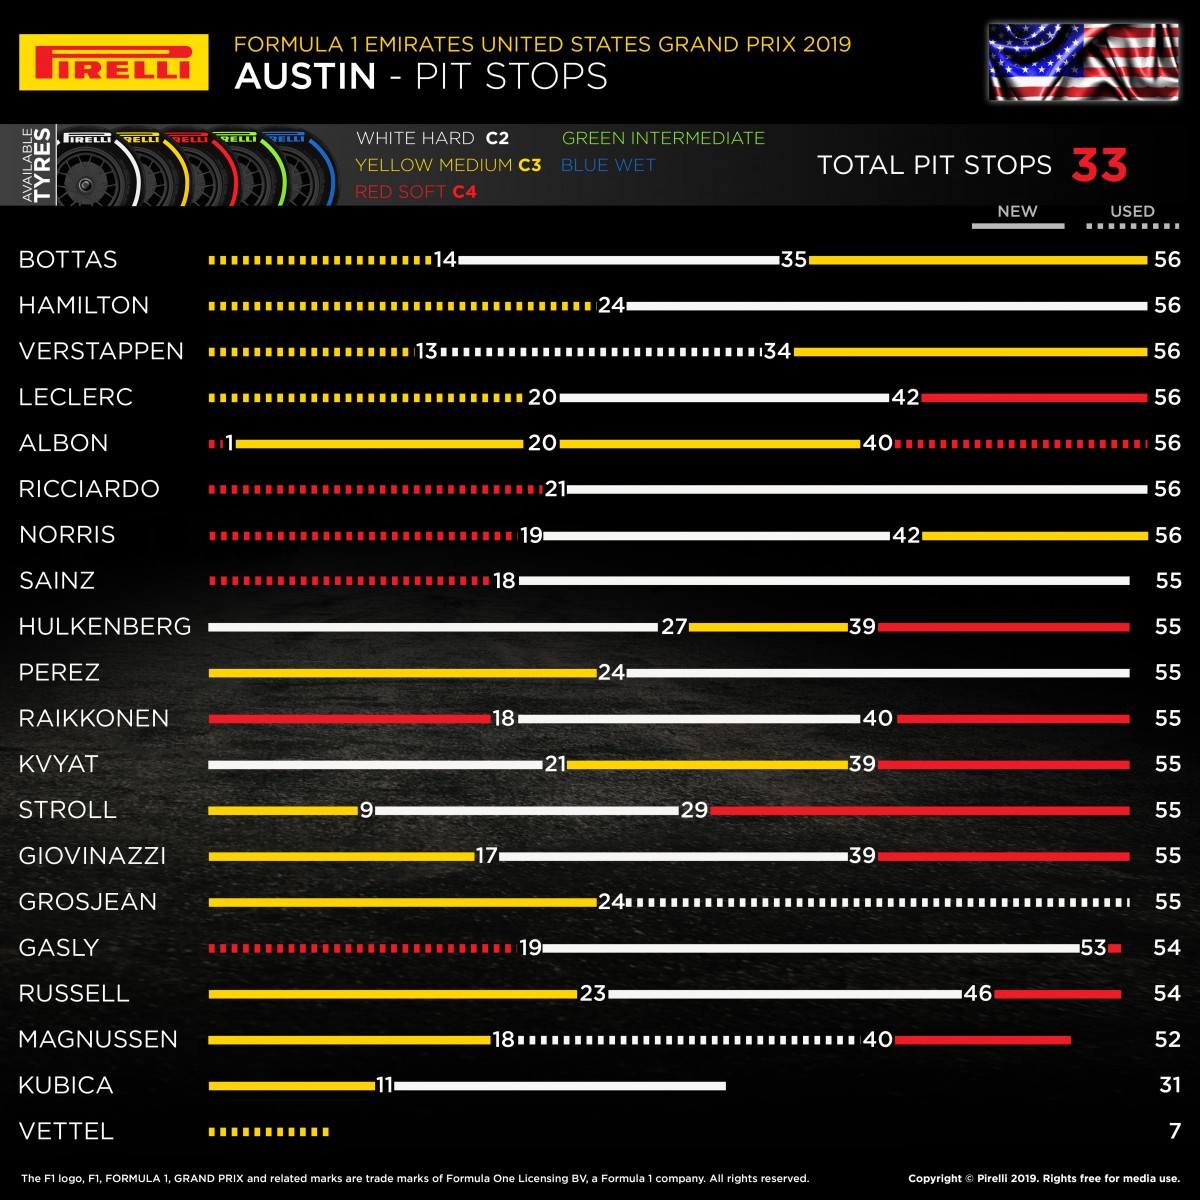 PIRELLI
FORMULA 1 EMIRATES UNITED STATES GRAND PRIX 2019
AUSTIN - PIT STOPS
AVAILABLE
TYRES
PIRELLI PIRELLI PIRELLI PIRELLI PIRELLI
WHITE HARD C2 GREEN INTERMEDIATE
YELLOW MEDIUM C3 BLUE WET
RED SOFT C4
TOTAL PIT STOPS 33
NEW USED
BOTTAS 14 35 56
HAMILTON 24 56
VERSTAPPEN 13 34 56
LECLERC 20 42 56
ALBON 1 20 40 56
RICCIARDO 21 56
NORRIS 19 42 56
SAINZ 18 55
HULKENBERG 27 39 55
PEREZ 24 55
RAIKKONEN 18 40 55
KVYAT 21 39 55
STROLL 9 29 55
GIOVINAZZI 17 39 55
GROSJEAN 24 55
GASLY 19 53 54
RUSSELL 23 46 54
MAGNUSSEN 18 40 52
KUBICA 11 31
VETTEL 7
The F1 logo, F1, FORMULA 1, GRAND PRIX and related marks are trade marks of Formula One Licensing BV, a Formula 1 company. All rights reserved. Copyright © Pirelli 2019. Rights free for media use.